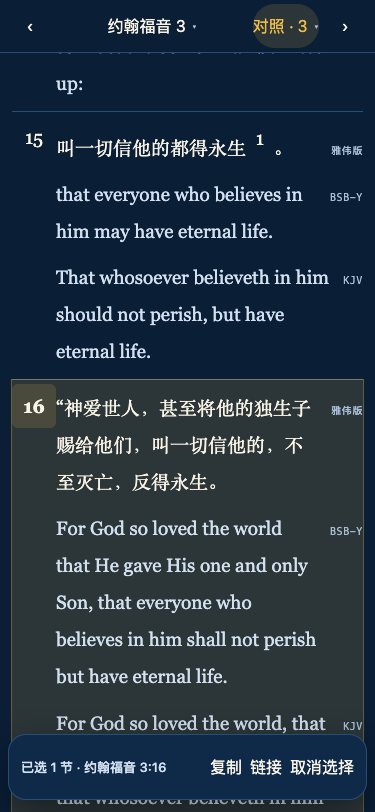 ‹ 约翰福音 3 ▾ 对照 · 3 ▾ ›
up:
15 叫一切信他的都得永生 1 。 雅伟版
that everyone who believes in BSB-Y
him may have eternal life.
That whosoever believeth in him KJV
should not perish, but have
eternal life.
16 “神爱世人，甚至将他的独生子 雅伟版
赐给他们，叫一切信他的，不
至灭亡，反得永生。
For God so loved the world BSB-Y
that He gave His one and only
Son, that everyone who
believes in him shall not perish
but have eternal life.
For God so loved the world, that KJV
已选 1 节 · 约翰福音 3:16 复制 链接 取消选择
that whosoever believeth in him